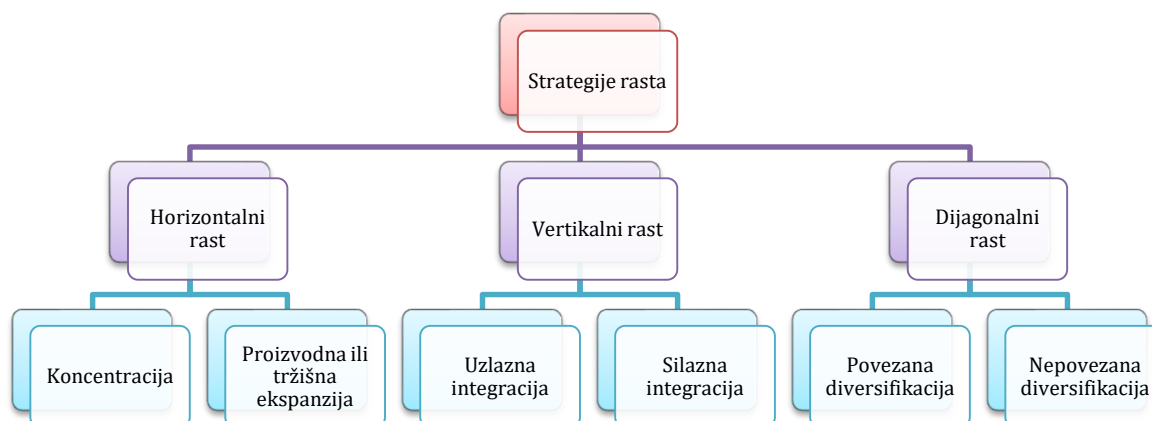 Strategije rasta
Horizontalni
rast
Vertikalni rast
Dijagonalni
rast
Koncentracija
Proizvodna ili
tržišna
ekspanzija
Uzlazna
integracija
Silazna
integracija
Povezana
diversifikacija
Nepovezana
diversifikacija